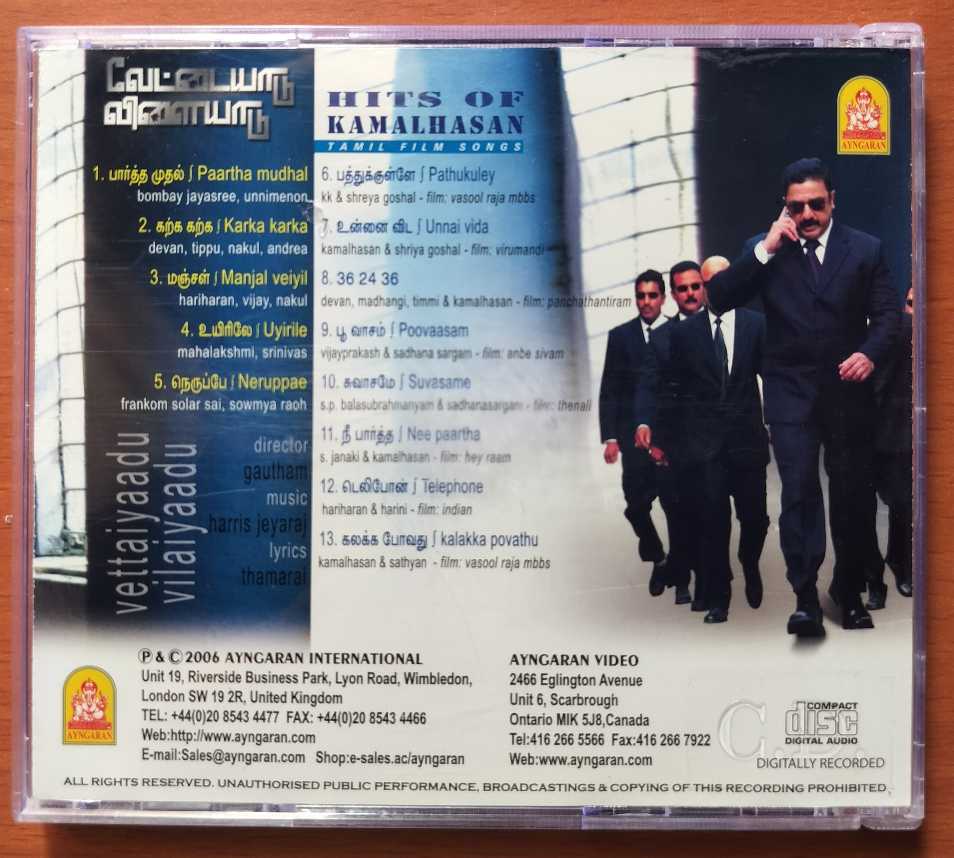 வேட்டையாடு
விளையாடு
1. பார்த்த முதல் ∫ Paartha mudhal
bombay jayasree, unnimenon
2. கற்க கற்க ∫ Karka karka
devan, tippu, nakul, andrea
3. மஞ்சள் ∫ Manjal veiyil
hariharan, vijay, nakul
4. உயிரிலே ∫ Uyirile
mahalakshmi, srinivas
5. நெருப்பே ∫ Neruppae
frankom solar sai, sowmya raoh
vettaiyaadu
vilaiyaadu
director
gautham
music
harris jeyaraj
lyrics
thamarai
HITS OF
KAMALHASAN
TAMIL FILM SONGS
6. பத்துக்குள்ளே ∫ Pathukuley
kk & shreya goshal - film: vasool raja mbbs
7. உன்னை விட ∫ Unnai vida
kamalhasan & shriya goshal - film: virumandi
8. 36 24 36
devan, madhangi, timmi & kamalhasan - film: panchathantiram
9. பூ வாசம் ∫ Poovaasam
vijayprakash & sadhana sargam - film: anbe sivam
10. சுவாசமே ∫ Suvasame
s.p. balasubrahmanyam & sadhanasargam - film: thenali
11. நீ பார்த்த ∫ Nee paartha
s. janaki & kamalhasan - film: hey raam
12. டெலிபோன் ∫ Telephone
hariharan & harini - film: indian
13. கலக்க போவது ∫ kalakka povathu
kamalhasan & sathyan - film: vasool raja mbbs
AYNGARAN
AYNGARAN
Ⓟ & © 2006 AYNGARAN INTERNATIONAL
Unit 19, Riverside Business Park, Lyon Road, Wimbledon,
London SW 19 2R, United Kingdom
TEL: +44(0)20 8543 4477 FAX: +44(0)20 8543 4466
Web:http://www.ayngaran.com
E-mail:Sales@ayngaran.com Shop:e-sales.ac/ayngaran
AYNGARAN VIDEO
2466 Eglington Avenue
Unit 6, Scarbrough
Ontario MIK 5J8,Canada
Tel:416 266 5566 Fax:416 266 7922
Web:www.ayngaran.com
COMPACT
disc
DIGITAL AUDIO
DIGITALLY RECORDED
ALL RIGHTS RESERVED. UNAUTHORISED PUBLIC PERFORMANCE, BROADCASTINGS & COPYING OF THIS RECORDING PROHIBITED,